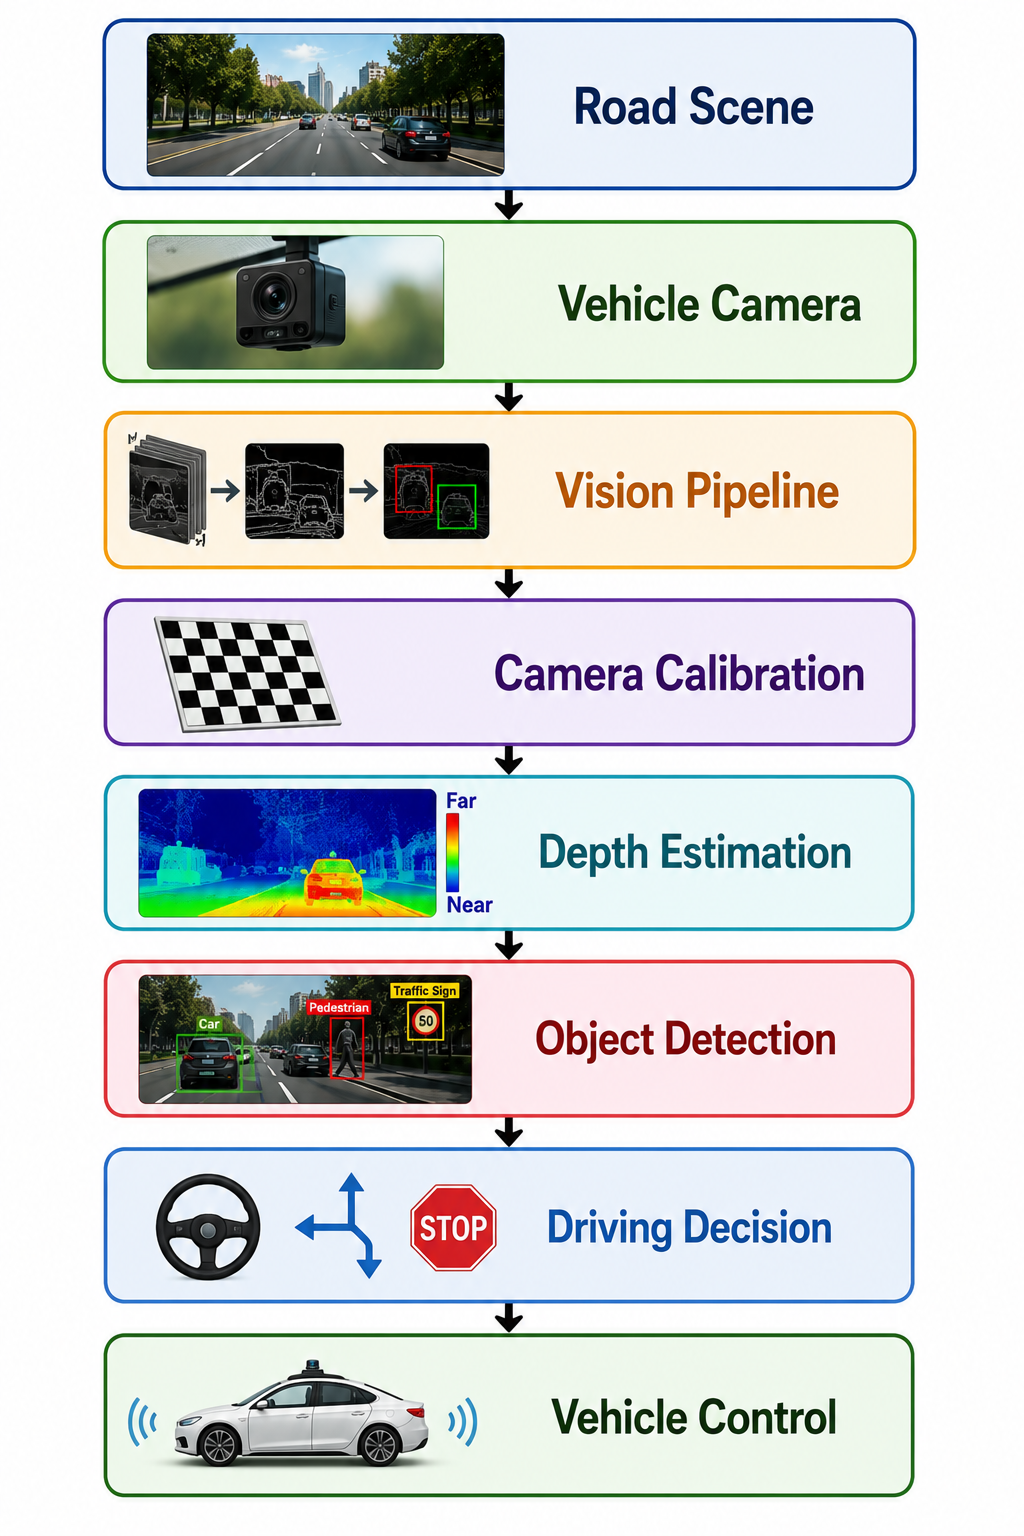 Road Scene
Vehicle Camera
Vision Pipeline
Camera Calibration
Far
Depth Estimation
Near
Traffic Sign
Pedestrian
50
Car
Object Detection
STOP
Driving Decision
Vehicle Control